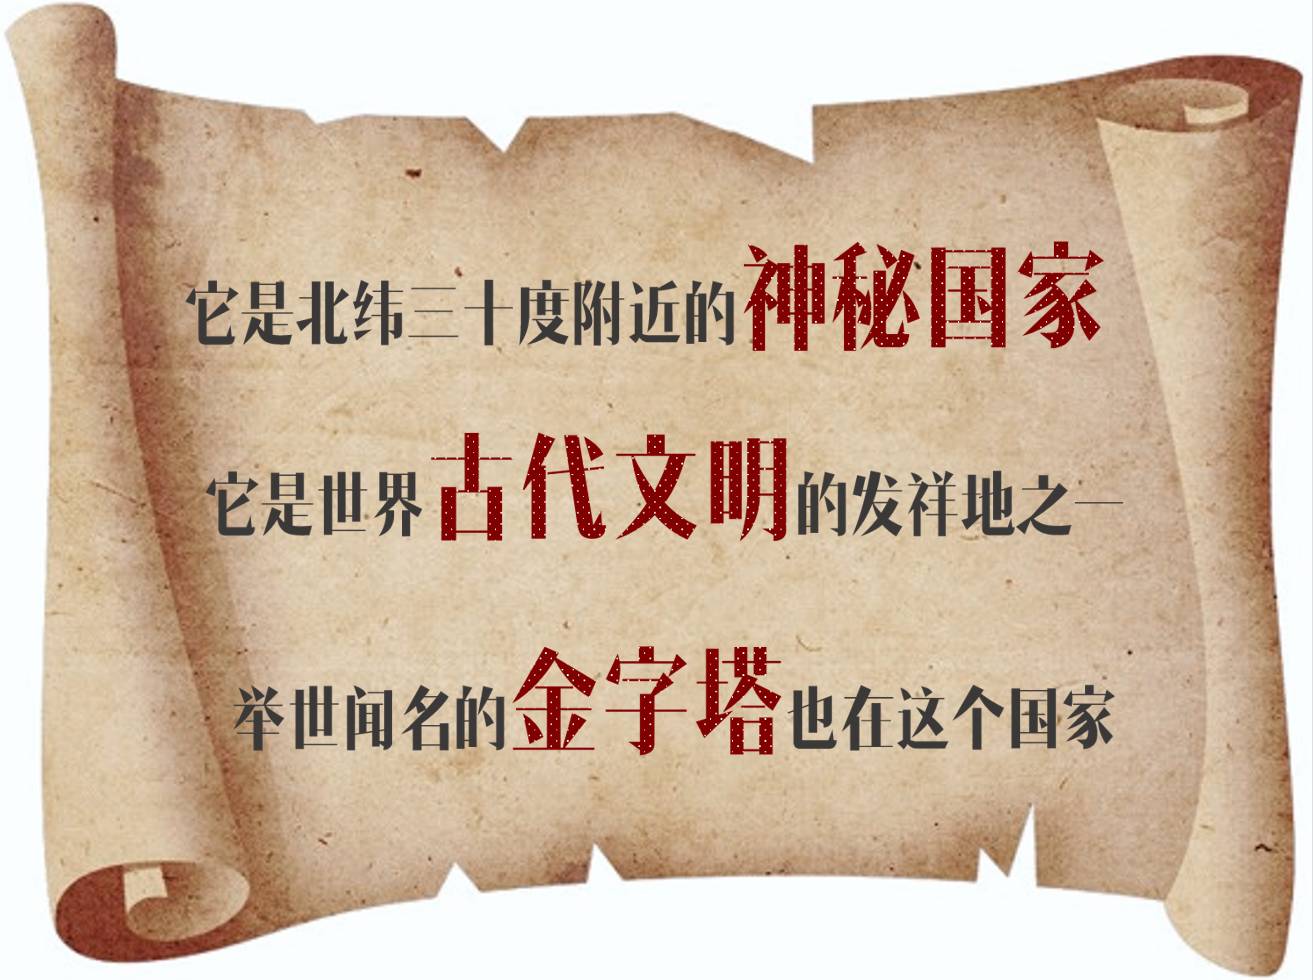 它是北纬三十度附近的神秘国家
它是世界古代文明的发祥地之一
举世闻名的金字塔也在这个国家